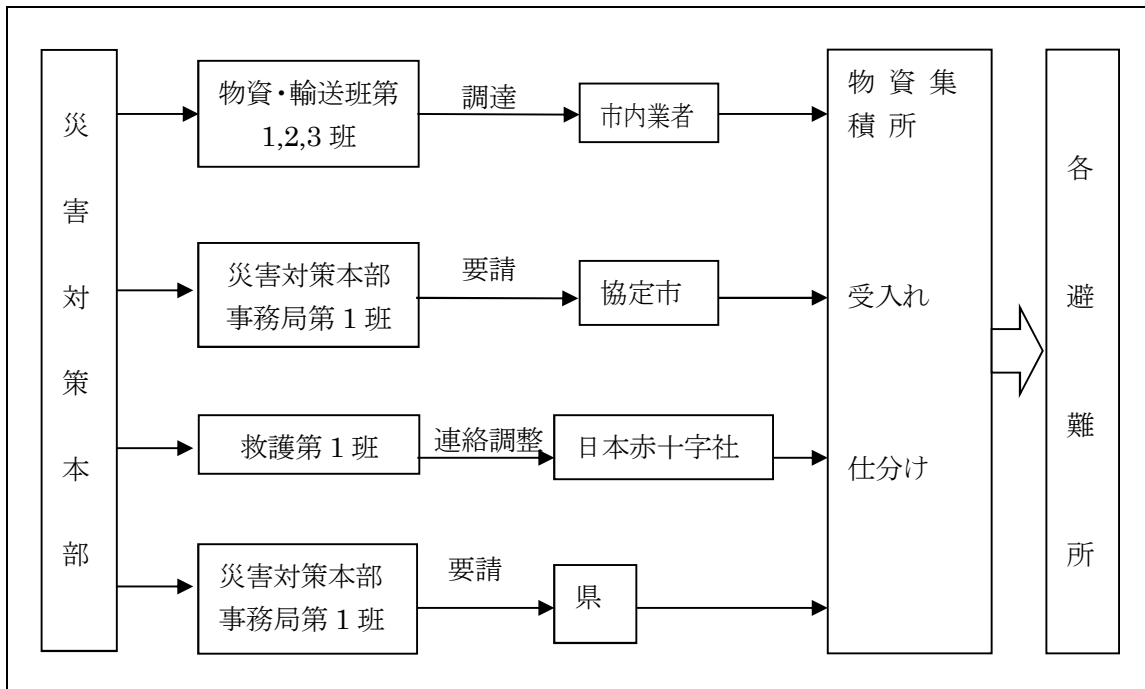 災害対策本部
物資・輸送班第
1,2,3 班
調達
市内業者
災害対策本部
事務局第 1 班
要請
協定市
救護第 1 班
連絡調整
日本赤十字社
災害対策本部
事務局第 1 班
要請
県
物 資 集
積 所
受入れ
仕分け
各避難所